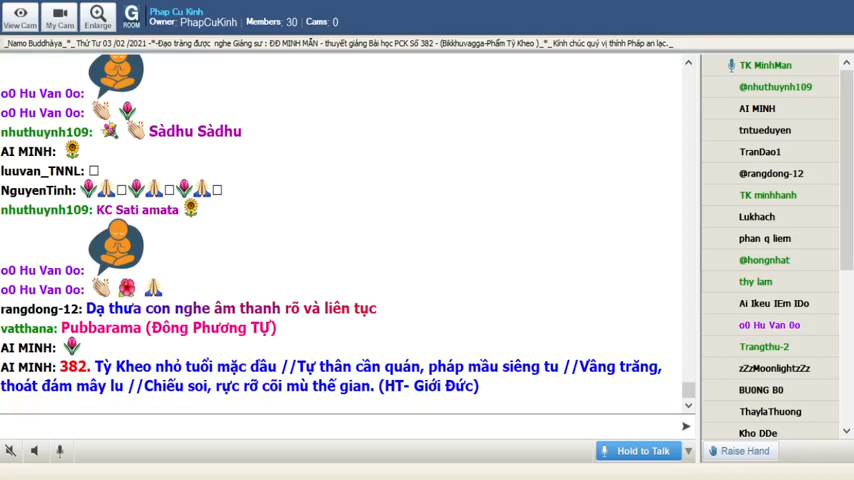 View Cam
My Cam
Enlarge
G
ROOM
Phap Cu Kinh
Owner: PhapCuKinh | Members: 30 | Cams: 0
_Namo Buddhàya_*_ Thứ Tư 03 /02 /2021 -*-Đạo tràng được nghe Giảng sư : ĐĐ MINH MẪN - thuyết giảng Bài học PCK Số 382 - (Bikkhuvagga-Phẩm Tỳ Kheo )_*_ Kính chúc quý vị thính Pháp an lạc._
o0 Hu Van 0o:
o0 Hu Van 0o:
nhuthuynh109: Sàdhu Sàdhu
AI MINH:
luuvan_TNNL:
NguyenTinh:
nhuthuynh109: KC Sati amata
o0 Hu Van 0o:
o0 Hu Van 0o:
rangdong-12: Dạ thưa con nghe âm thanh rõ và liên tục
vatthana: Pubbarama (Đông Phương TỰ)
AI MINH:
AI MINH: 382. Tỳ Kheo nhỏ tuổi mặc dầu //Tự thân cần quán, pháp mầu siêng tu //Vầng trăng,
thoát đám mây lu //Chiếu soi, rực rỡ cõi mù thế gian. (HT- Giới Đức)
Hold to Talk
Raise Hand
TK MinhMan
@nhuthuynh109
AI MINH
tntueduyen
TranDao1
@rangdong-12
TK minhhanh
Lukhach
phan q liem
@hongnhat
thy lam
Ai Ikeu IEm IDo
o0 Hu Van 0o
Trangthu-2
zZzMoonlightzZz
BU0NG B0
ThaylaThuong
Kho DDe